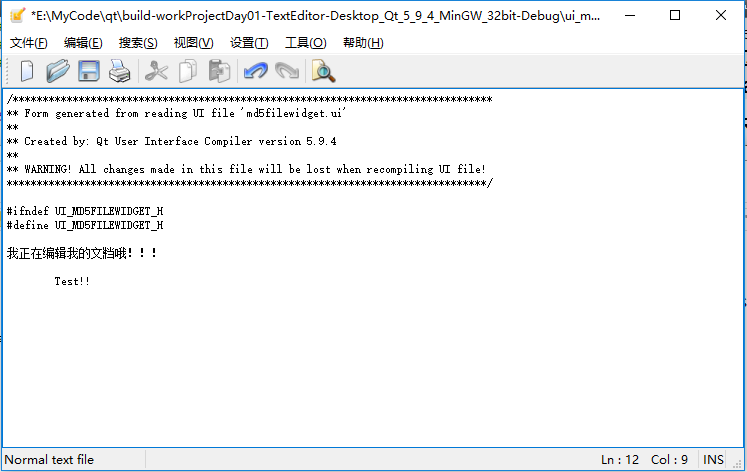 *E:\MyCode\qt\build-workProjectDay01-TextEditor-Desktop_Qt_5_9_4_MinGW_32bit-Debug\ui_m...
文件(F) 编辑(E) 搜索(S) 视图(V) 设置(T) 工具(O) 帮助(H)
/********************************************************************************
** Form generated from reading UI file 'md5filewidget.ui'
**
** Created by: Qt User Interface Compiler version 5.9.4
**
** WARNING! All changes made in this file will be lost when recompiling UI file!
********************************************************************************/
#ifndef UI_MD5FILEWIDGET_H
#define UI_MD5FILEWIDGET_H
我正在编辑我的文档哦！！！
Test!!
Normal text file Ln : 12 Col : 9 INS